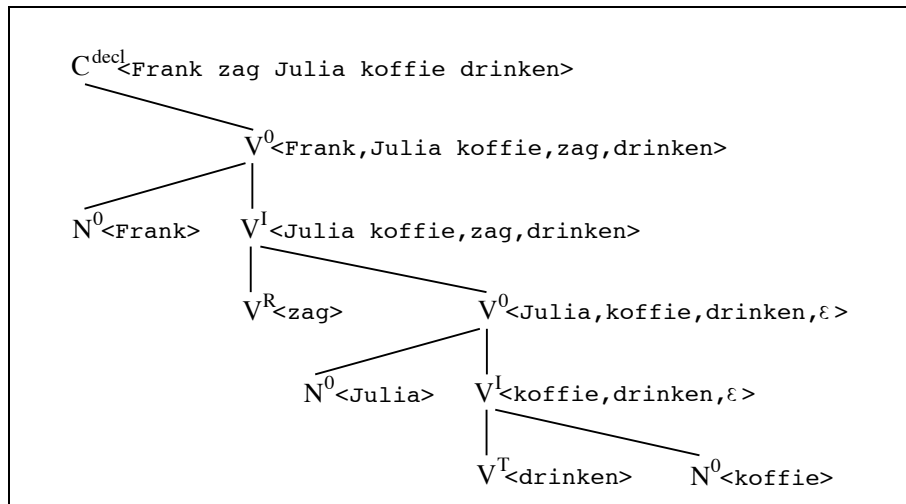 C^decl<Frank zag Julia koffie drinken>
V^0<Frank,Julia koffie,zag,drinken>
N^0<Frank> V^I<Julia koffie,zag,drinken>
V^R<zag> V^0<Julia,koffie,drinken,ε>
N^0<Julia> V^I<koffie,drinken,ε>
V^T<drinken> N^0<koffie>